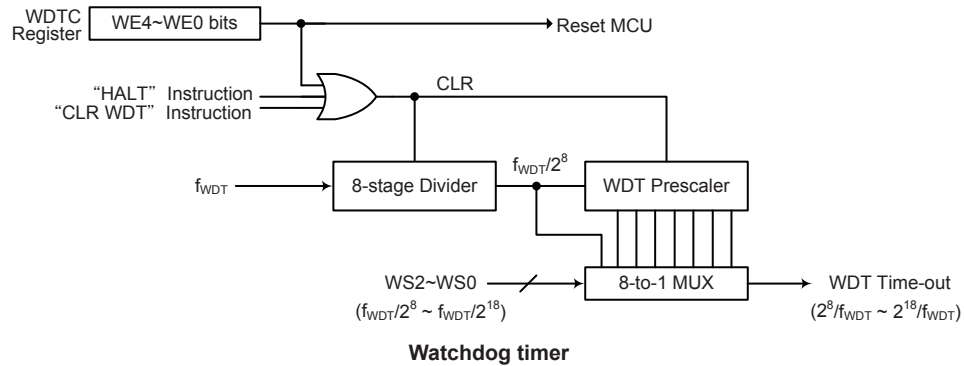 WDTC Register
WE4~WE0 bits
Reset MCU
CLR
“HALT” Instruction
“CLR WDT” Instruction
fWDT/2^8
fWDT
8-stage Divider
WDT Prescaler
WS2~WS0
8-to-1 MUX
WDT Time-out
(fWDT/2^8 ~ fWDT/2^18)
(2^8/fWDT ~ 2^18/fWDT)
Watchdog timer